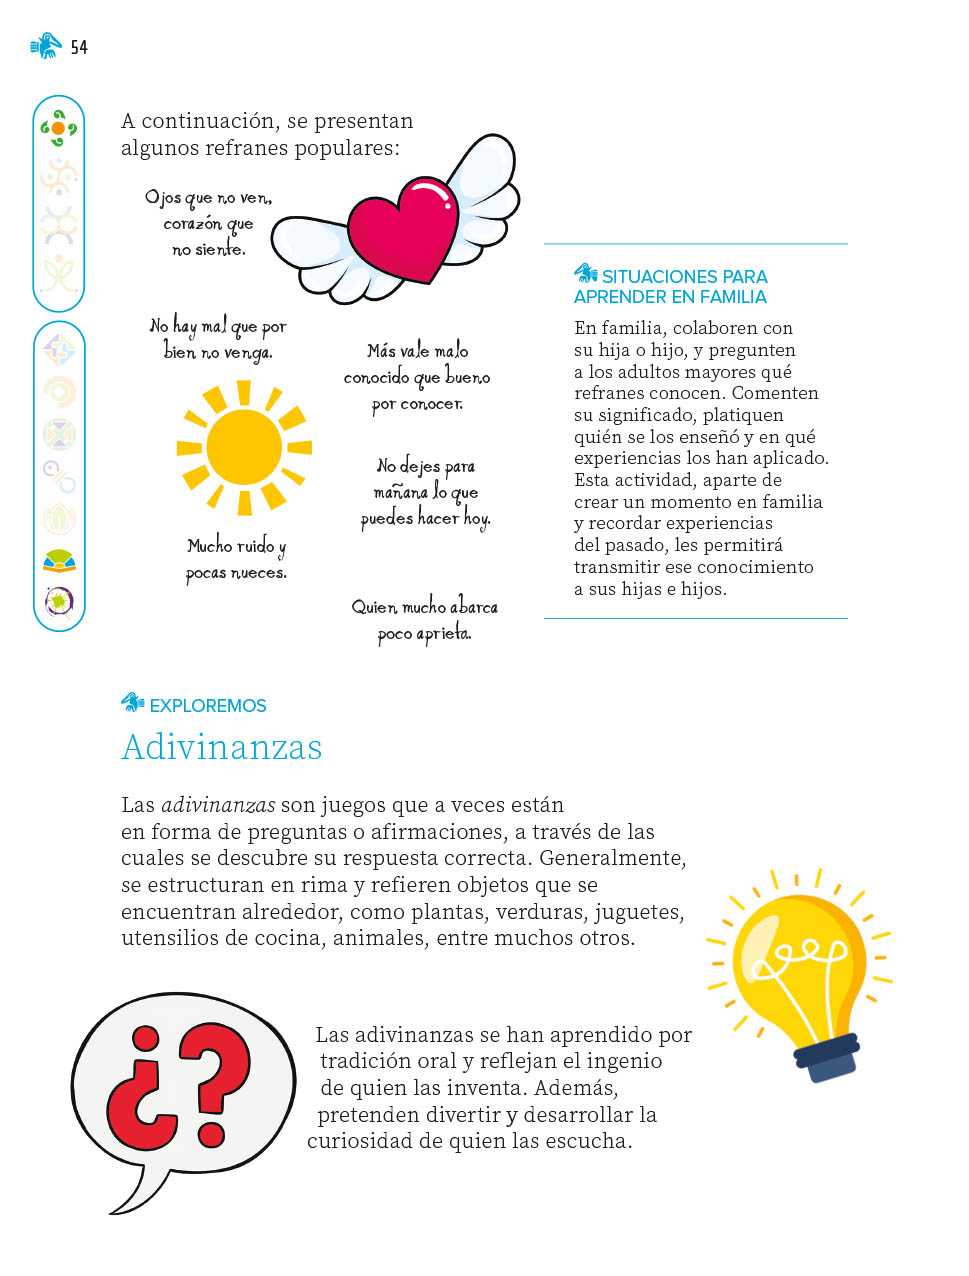 54
A continuación, se presentan
algunos refranes populares:
Ojos que no ven,
corazón que
no siente.
No hay mal que por
bien no venga.
Más vale malo
conocido que bueno
por conocer.
No dejes para
mañana lo que
puedes hacer hoy.
Mucho ruido y
pocas nueces.
Quien mucho abarca
poco aprieta.
SITUACIONES PARA
APRENDER EN FAMILIA
En familia, colaboren con
su hija o hijo, y pregunten
a los adultos mayores qué
refranes conocen. Comenten
su significado, platiquen
quién se los enseñó y en qué
experiencias los han aplicado.
Esta actividad, aparte de
crear un momento en familia
y recordar experiencias
del pasado, les permitirá
transmitir ese conocimiento
a sus hijas e hijos.
EXPLOREMOS
Adivinanzas
Las adivinanzas son juegos que a veces están
en forma de preguntas o afirmaciones, a través de las
cuales se descubre su respuesta correcta. Generalmente,
se estructuran en rima y refieren objetos que se
encuentran alrededor, como plantas, verduras, juguetes,
utensilios de cocina, animales, entre muchos otros.
¿?
Las adivinanzas se han aprendido por
tradición oral y reflejan el ingenio
de quien las inventa. Además,
pretenden divertir y desarrollar la
curiosidad de quien las escucha.